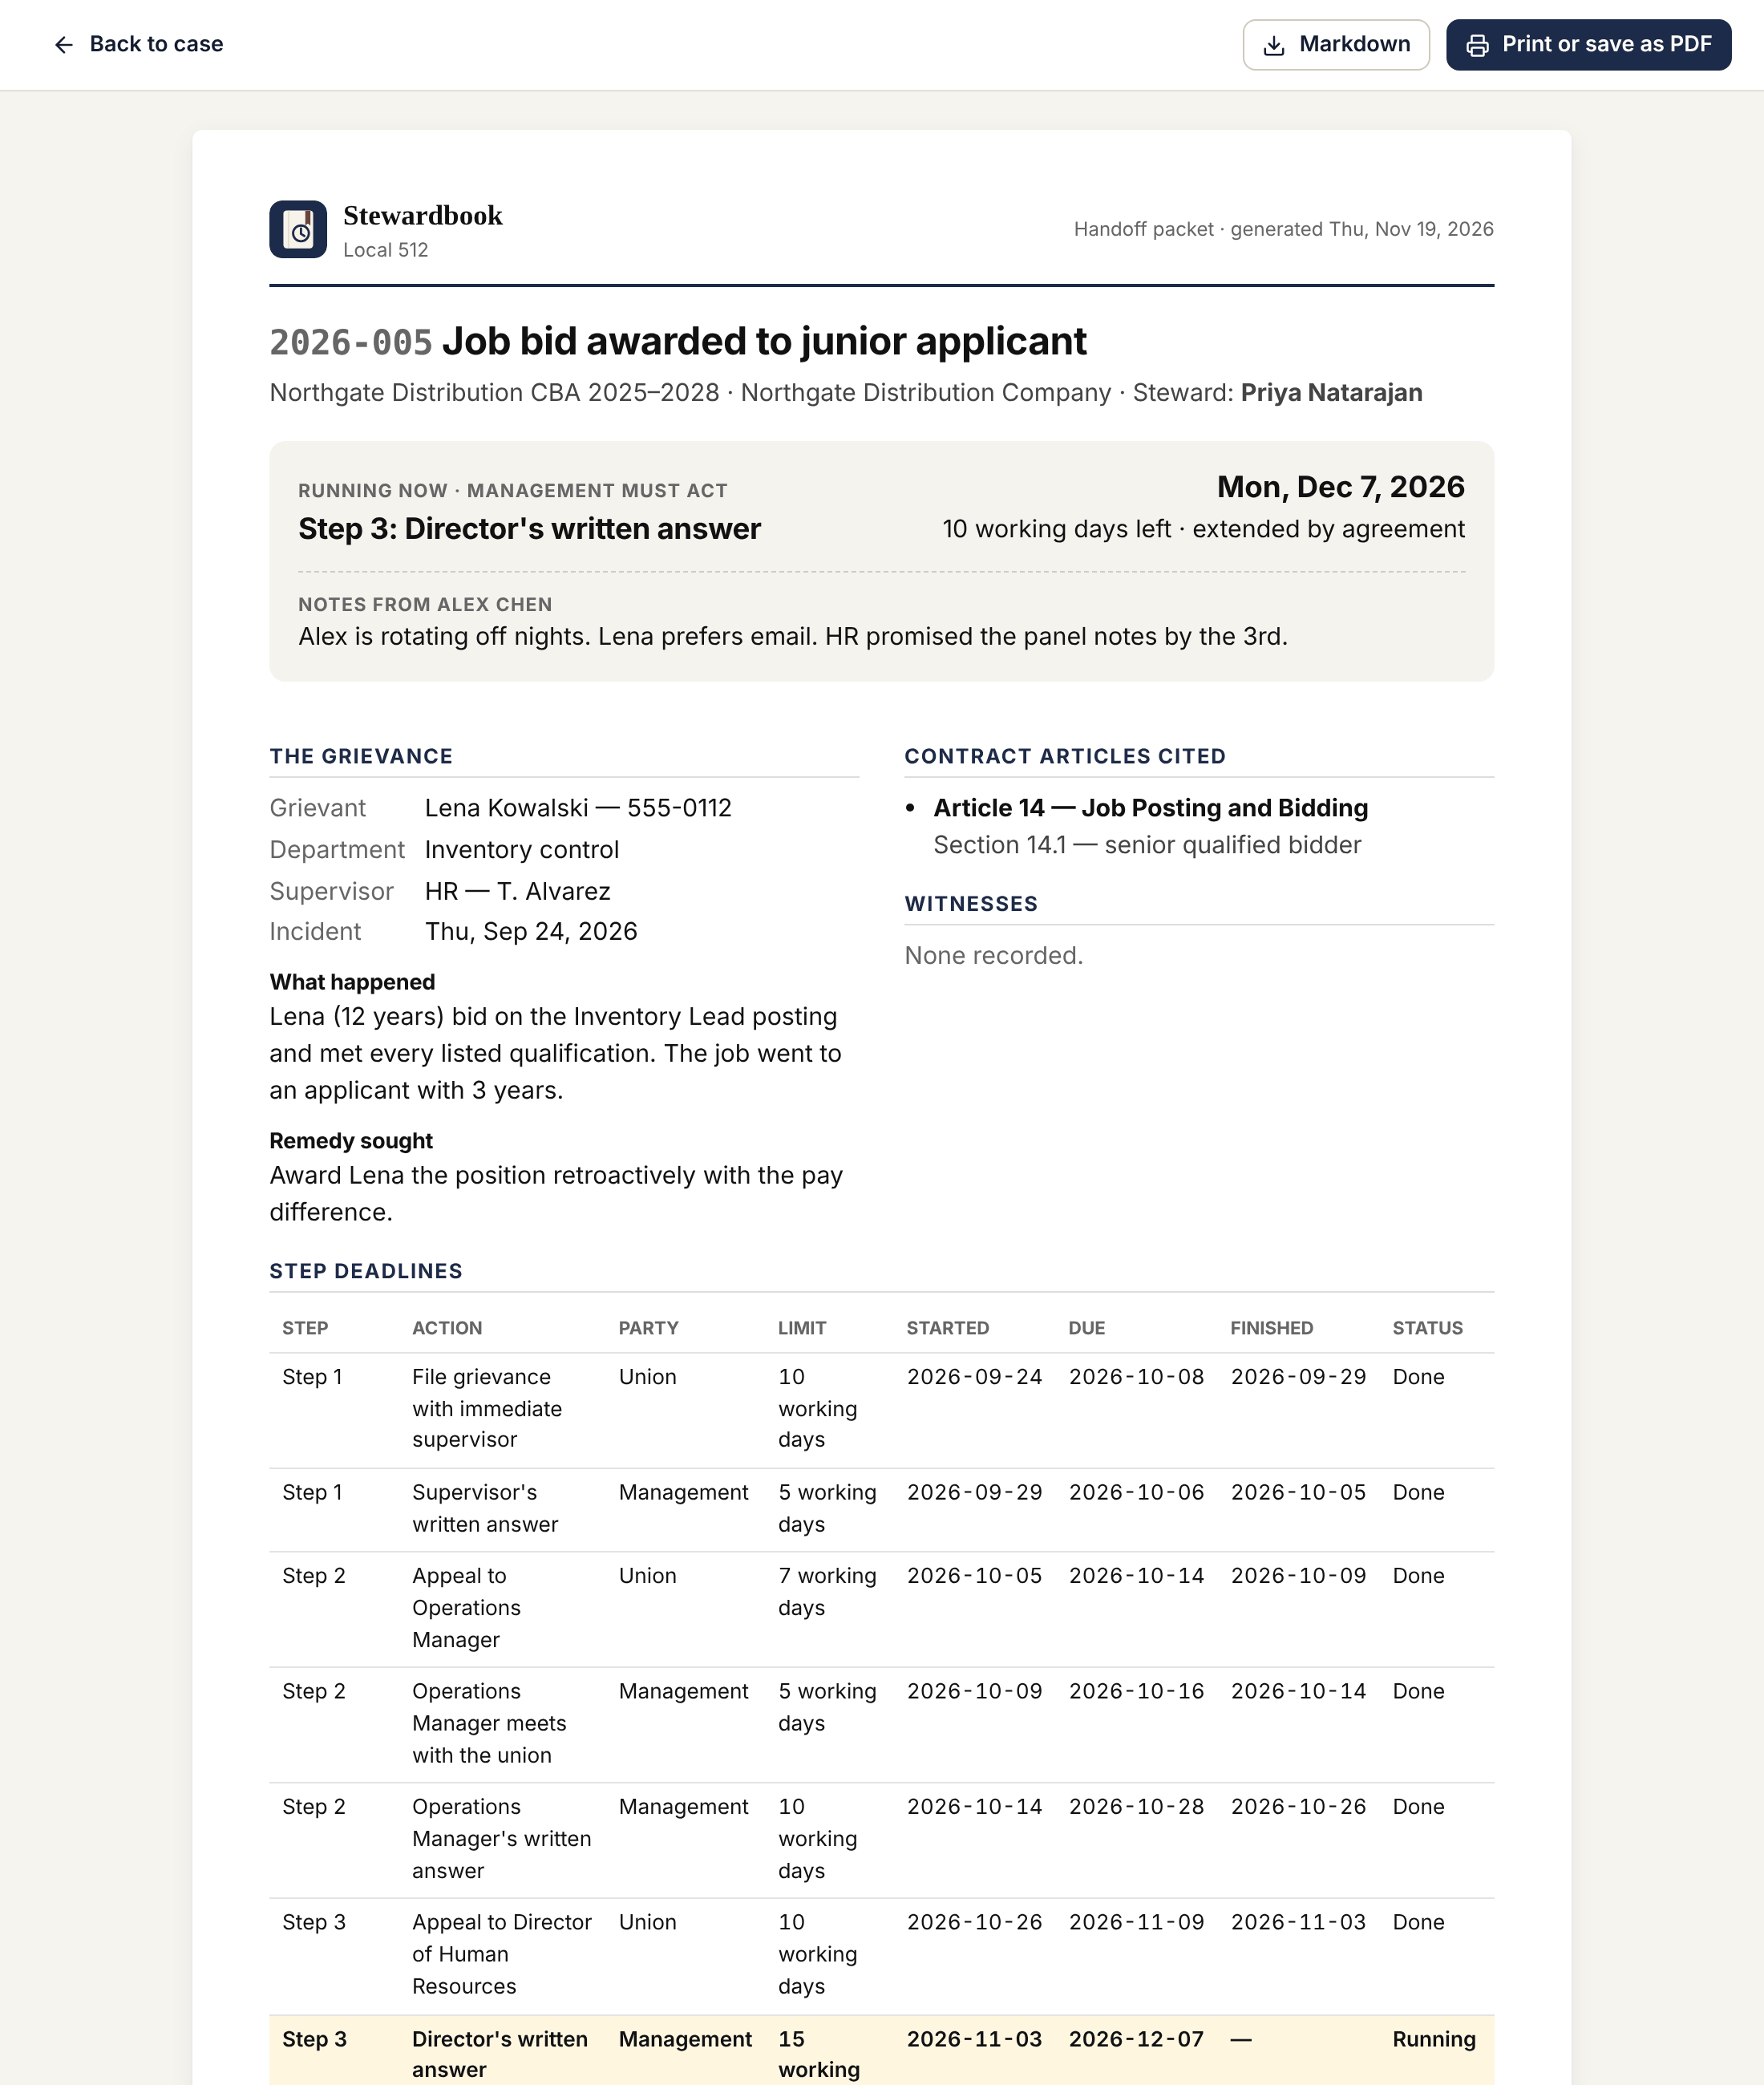 Back to case
Markdown
Print or save as PDF
Stewardbook
Local 512
Handoff packet · generated Thu, Nov 19, 2026
2026-005 Job bid awarded to junior applicant
Northgate Distribution CBA 2025–2028 · Northgate Distribution Company · Steward: Priya Natarajan
RUNNING NOW · MANAGEMENT MUST ACT
Step 3: Director's written answer
Mon, Dec 7, 2026
10 working days left · extended by agreement
NOTES FROM ALEX CHEN
Alex is rotating off nights. Lena prefers email. HR promised the panel notes by the 3rd.
THE GRIEVANCE
Grievant Lena Kowalski — 555-0112
Department Inventory control
Supervisor HR — T. Alvarez
Incident Thu, Sep 24, 2026
What happened
Lena (12 years) bid on the Inventory Lead posting
and met every listed qualification. The job went to
an applicant with 3 years.
Remedy sought
Award Lena the position retroactively with the pay
difference.
CONTRACT ARTICLES CITED
• Article 14 — Job Posting and Bidding
Section 14.1 — senior qualified bidder
WITNESSES
None recorded.
STEP DEADLINES
STEP ACTION PARTY LIMIT STARTED DUE FINISHED STATUS
Step 1 File grievance Union 10 2026-09-24 2026-10-08 2026-09-29 Done
with immediate working
supervisor days
Step 1 Supervisor's Management 5 working 2026-09-29 2026-10-06 2026-10-05 Done
written answer days
Step 2 Appeal to Union 7 working 2026-10-05 2026-10-14 2026-10-09 Done
Operations days
Manager
Step 2 Operations Management 5 working 2026-10-09 2026-10-16 2026-10-14 Done
Manager meets days
with the union
Step 2 Operations Management 10 2026-10-14 2026-10-28 2026-10-26 Done
Manager's written working
answer days
Step 3 Appeal to Director Union 10 2026-10-26 2026-11-09 2026-11-03 Done
of Human working
Resources days
Step 3 Director's written Management 15 2026-11-03 2026-12-07 — Running
answer working